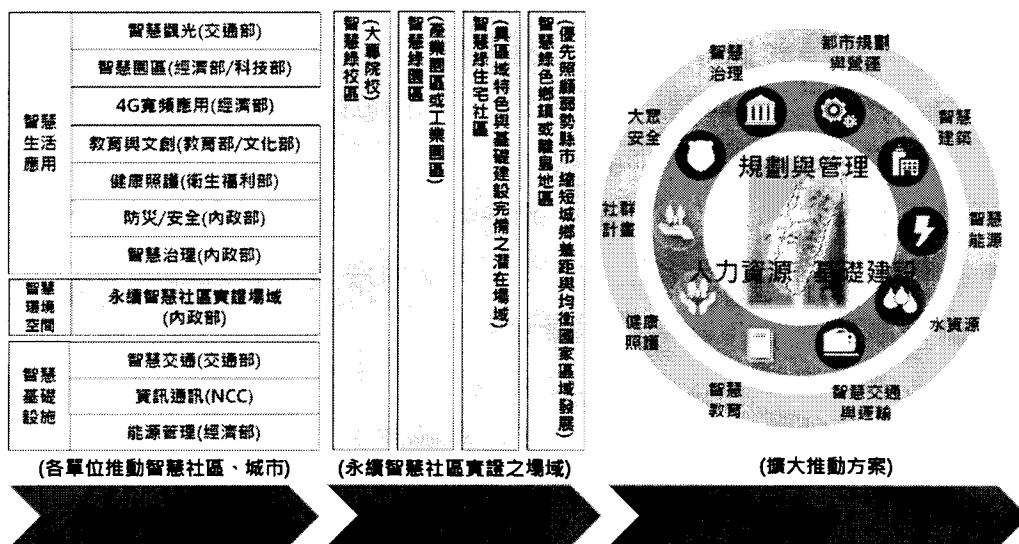 智慧
生活
應用
智慧觀光(交通部)
智慧園區(經濟部/科技部)
4G寬頻應用(經濟部)
教育與文創(教育部/文化部)
健康照護(衛生福利部)
防災/安全(內政部)
智慧治理(內政部)
智慧
環境
空間
永續智慧社區實證場域
(內政部)
智慧
基礎
設施
智慧交通(交通部)
資訊通訊(NCC)
能源管理(經濟部)
(各單位推動智慧社區、城市)
(大專院校)
智慧綠校區
(產業園區或工業園區)
智慧綠園區
(具區域特色與基礎建設完備之潛在場域)
智慧綠住宅社區
(優先照顧弱勢縣市 縮短城鄉差距與均衡國家區域發展)
智慧綠色鄉鎮或離島地區
(永續智慧社區實證之場域)
智慧
治理
都市規劃
與營運
大眾
安全
智慧
建築
規劃與管理
社群
計畫
智慧
能源
人力資源
基礎建設
健康
照護
水資源
智慧
教育
智慧交通
與運輸
(擴大推動方案)